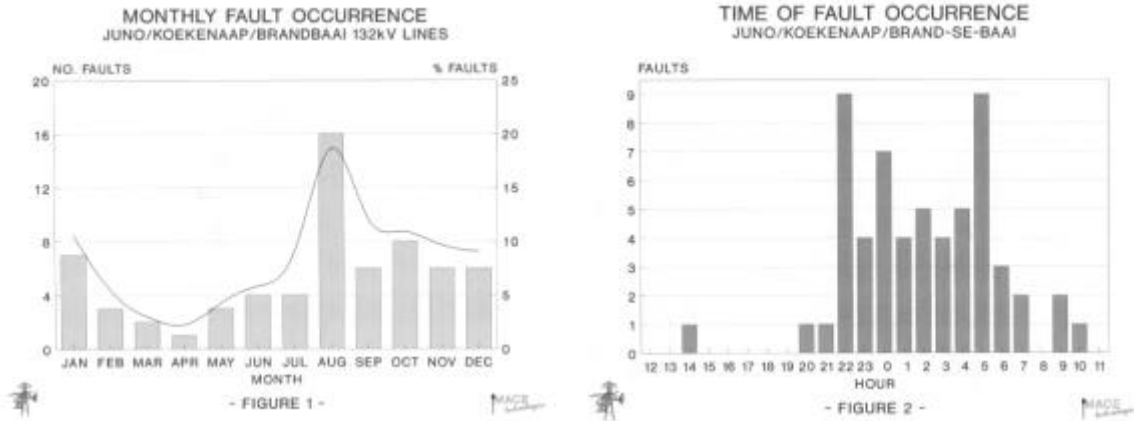 MONTHLY FAULT OCCURRENCE
JUNO/KOEKENAAP/BRANDBAAI 132kV LINES
NO. FAULTS % FAULTS
20 25
16 20
12 15
8 10
4 5
0 0
JAN FEB MAR APR MAY JUN JUL AUG SEP OCT NOV DEC
MONTH
- FIGURE 1 -
MACE
technologies
TIME OF FAULT OCCURRENCE
JUNO/KOEKENAAP/BRAND-SE-BAAI
FAULTS
9
8
7
6
5
4
3
2
1
0
12 13 14 15 16 17 18 19 20 21 22 23 0 1 2 3 4 5 6 7 8 9 10 11
HOUR
- FIGURE 2 -
MACE
technologies